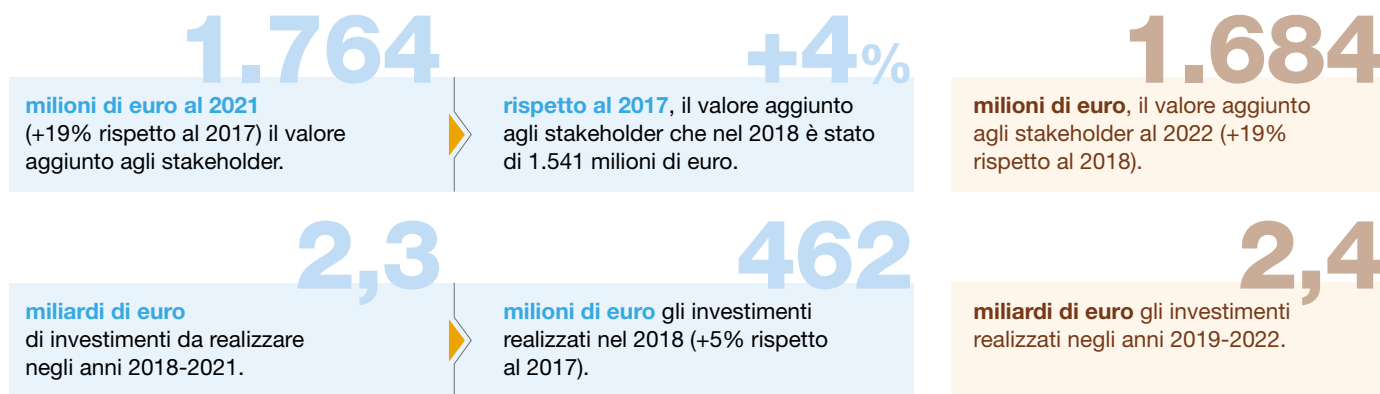 1.764
milioni di euro al 2021
(+19% rispetto al 2017) il valore
aggiunto agli stakeholder.
+4%
rispetto al 2017, il valore aggiunto
agli stakeholder che nel 2018 è stato
di 1.541 milioni di euro.
1.684
milioni di euro, il valore aggiunto
agli stakeholder al 2022 (+19%
rispetto al 2018).
2,3
miliardi di euro
di investimenti da realizzare
negli anni 2018-2021.
462
milioni di euro gli investimenti
realizzati nel 2018 (+5% rispetto
al 2017).
2,4
miliardi di euro gli investimenti
realizzati negli anni 2019-2022.